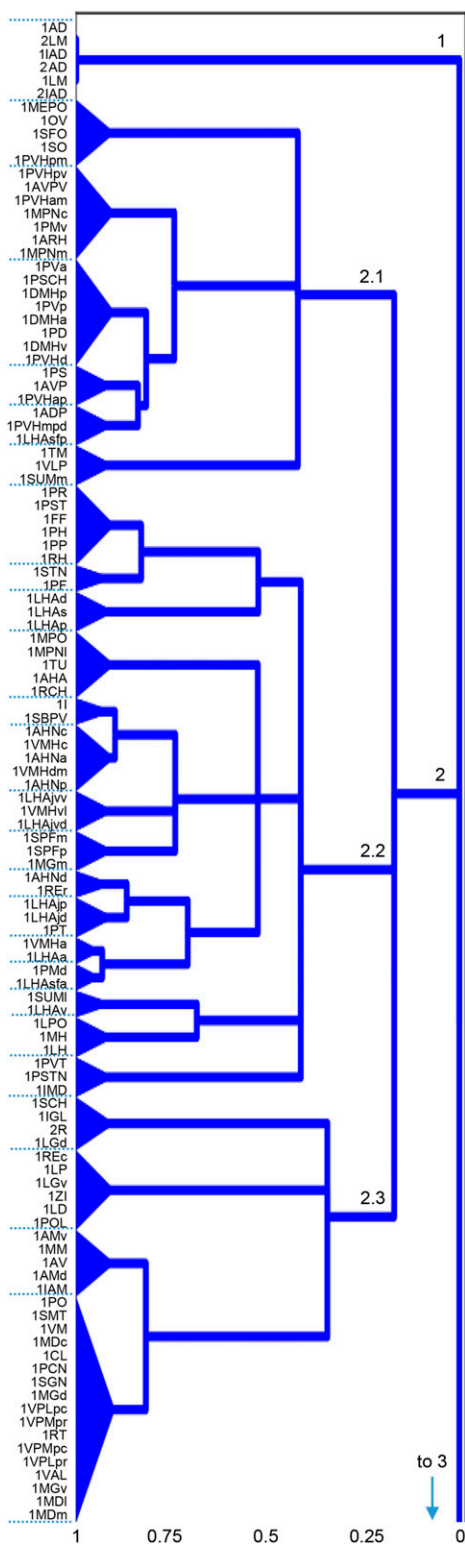 1AD
2LM
1IAD
2AD
1LM
2IAD
1
1MEPO
1OV
1SFO
1SO
1PVHpm
1PVHpv
1AVPV
1PVHam
1MPNc
1PMv
1ARH
1MPNm
1PVa
1PSCH
2.1
1DMHp
1PVp
1DMHa
1PD
1DMHv
1PVHd
1PS
1AVP
1PVHap
1ADP
1PVHmpd
1LHAsfp
1TM
1VLP
1SUMm
1PR
1PST
1FF
1PH
1PP
1RH
1STN
1PF
1LHAd
1LHAs
1LHAp
1MPO
1MPNl
1TU
1AHA
1RCH
1I
1SBPV
1AHNc
1VMHc
1AHNa
1VMHdm
1AHNp
2
1LHAjvv
1VMHvl
1LHAjvd
1SPFm
1SPFp
1MGm
2.2
1AHNd
1REr
1LHAjp
1LHAjd
1PT
1VMHa
1LHAa
1PMd
1LHAsfa
1SUMl
1LHAv
1LPO
1MH
1LH
1PVT
1PSTN
1IMD
1SCH
1IGL
2R
1LGd
1REc
1LP
1LGv
1ZI
1LD
2.3
1POL
1AMv
1MM
1AV
1AMd
1IAM
1PO
1SMT
1VM
1MDc
1CL
1PCN
1SGN
1MGd
1VPLpc
1VPMpr
1RT
1VPMpc
to 3
1VPLpr
1VAL
1MGv
1MDl
1MDm
1 0.75 0.5 0.25 0